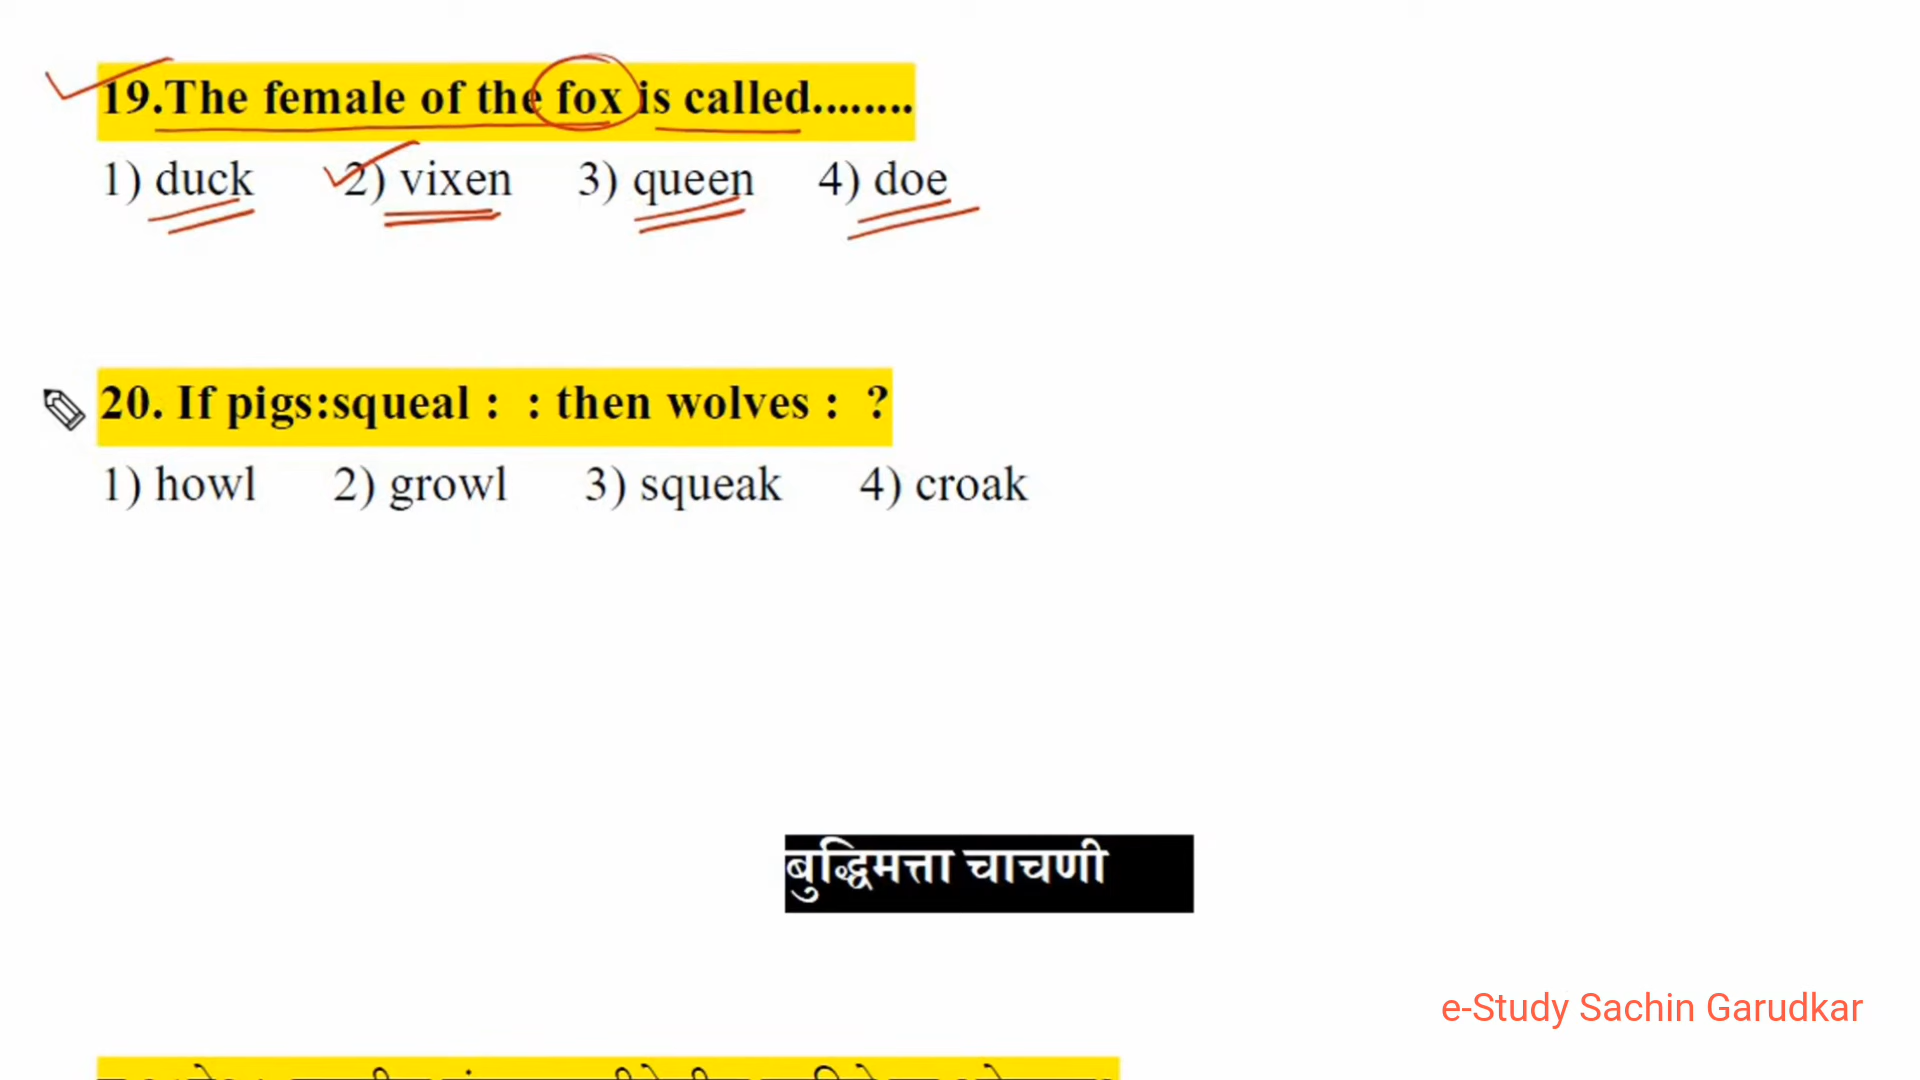 19.The female of the fox is called........
1) duck 2) vixen 3) queen 4) doe
20. If pigs:squeal : : then wolves : ?
1) howl 2) growl 3) squeak 4) croak
बुद्धिमत्ता चाचणी
e-Study Sachin Garudkar